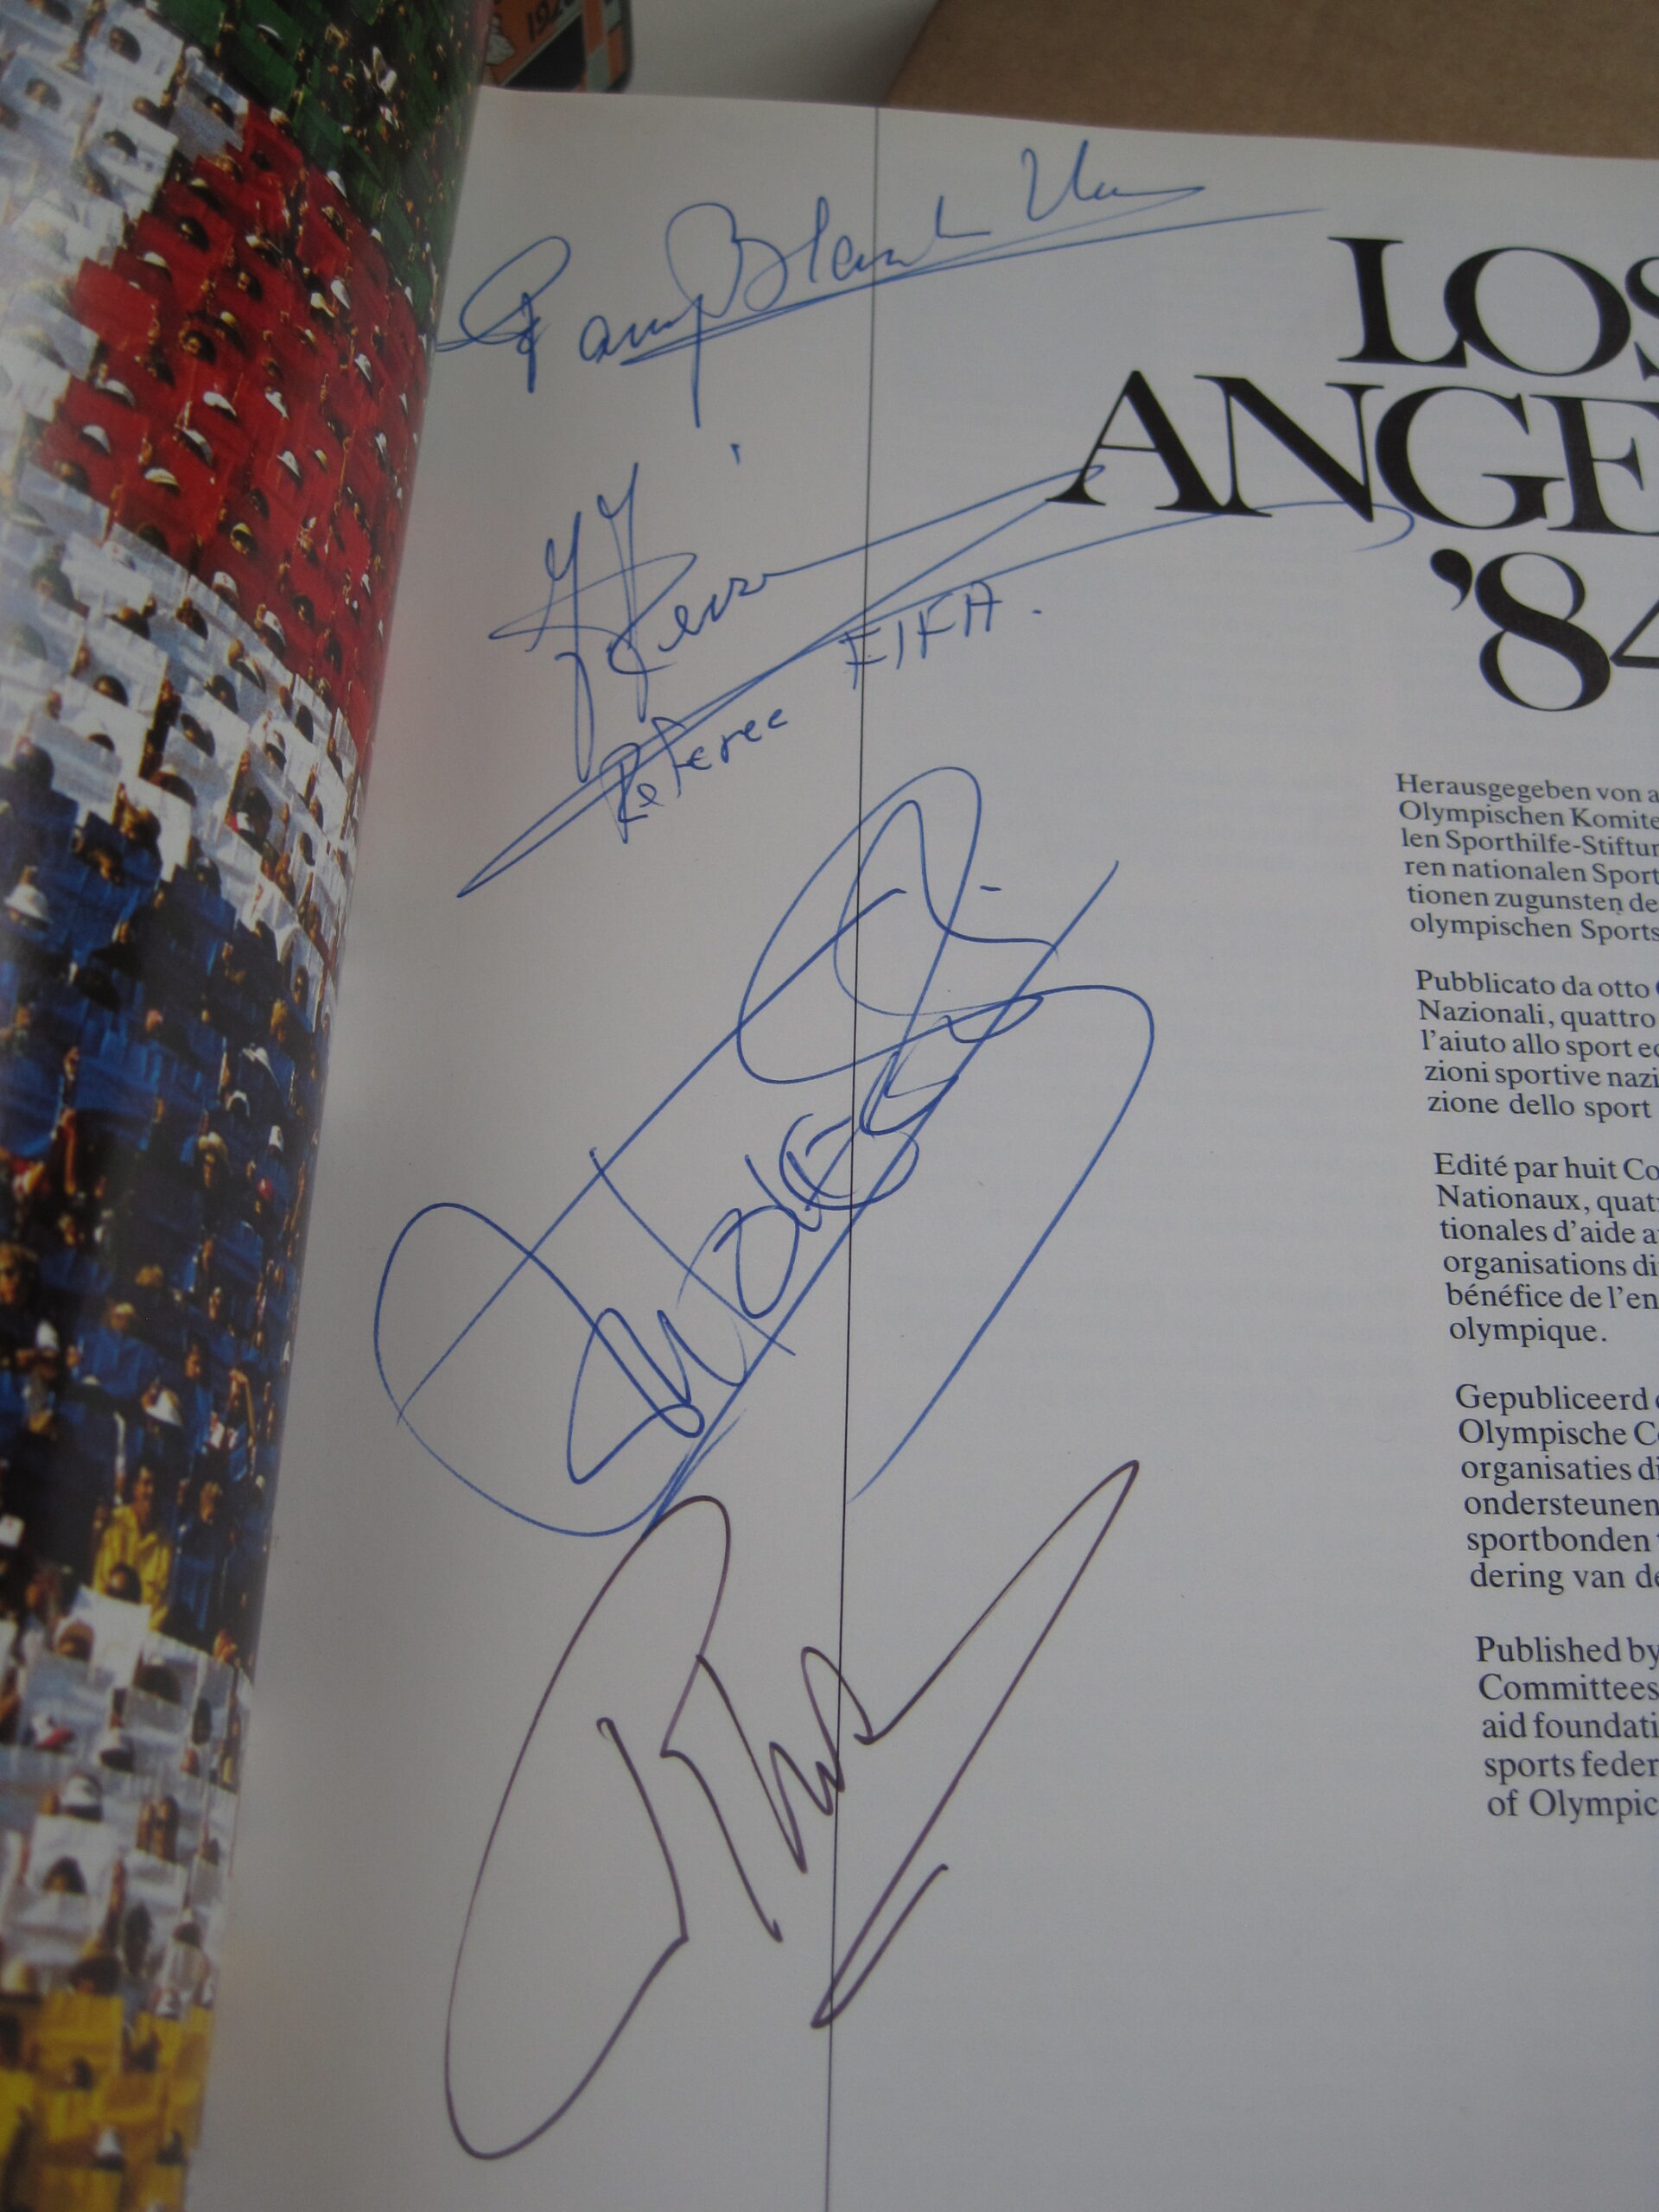 192
LOS
ANGE
'84
FIFA.
Referee
Herausgegeben von a
Olympischen Komite
len Sporthilfe-Stiftun
ren nationalen Sport
tionen zugunsten de
olympischen Sports
Pubblicato da otto
Nazionali, quattro
l'aiuto allo sport ec
zioni sportive nazi
zione dello sport
Edité par huit Co
Nationaux, quat
tionales d'aide a
organisations di
bénéfice de l'en
olympique.
Gepubliceerd
Olympische C
organisaties di
ondersteunen
sportbonden
dering van de
Published by
Committees
aid foundati
sports feder
of Olympic